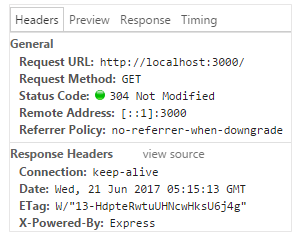 Headers Preview Response Timing
General
Request URL: http://localhost:3000/
Request Method: GET
Status Code: 304 Not Modified
Remote Address: [::1]:3000
Referrer Policy: no-referrer-when-downgrade
Response Headers view source
Connection: keep-alive
Date: Wed, 21 Jun 2017 05:15:13 GMT
ETag: W/"13-HdpteRwtuUHNcwHksU6j4g"
X-Powered-By: Express